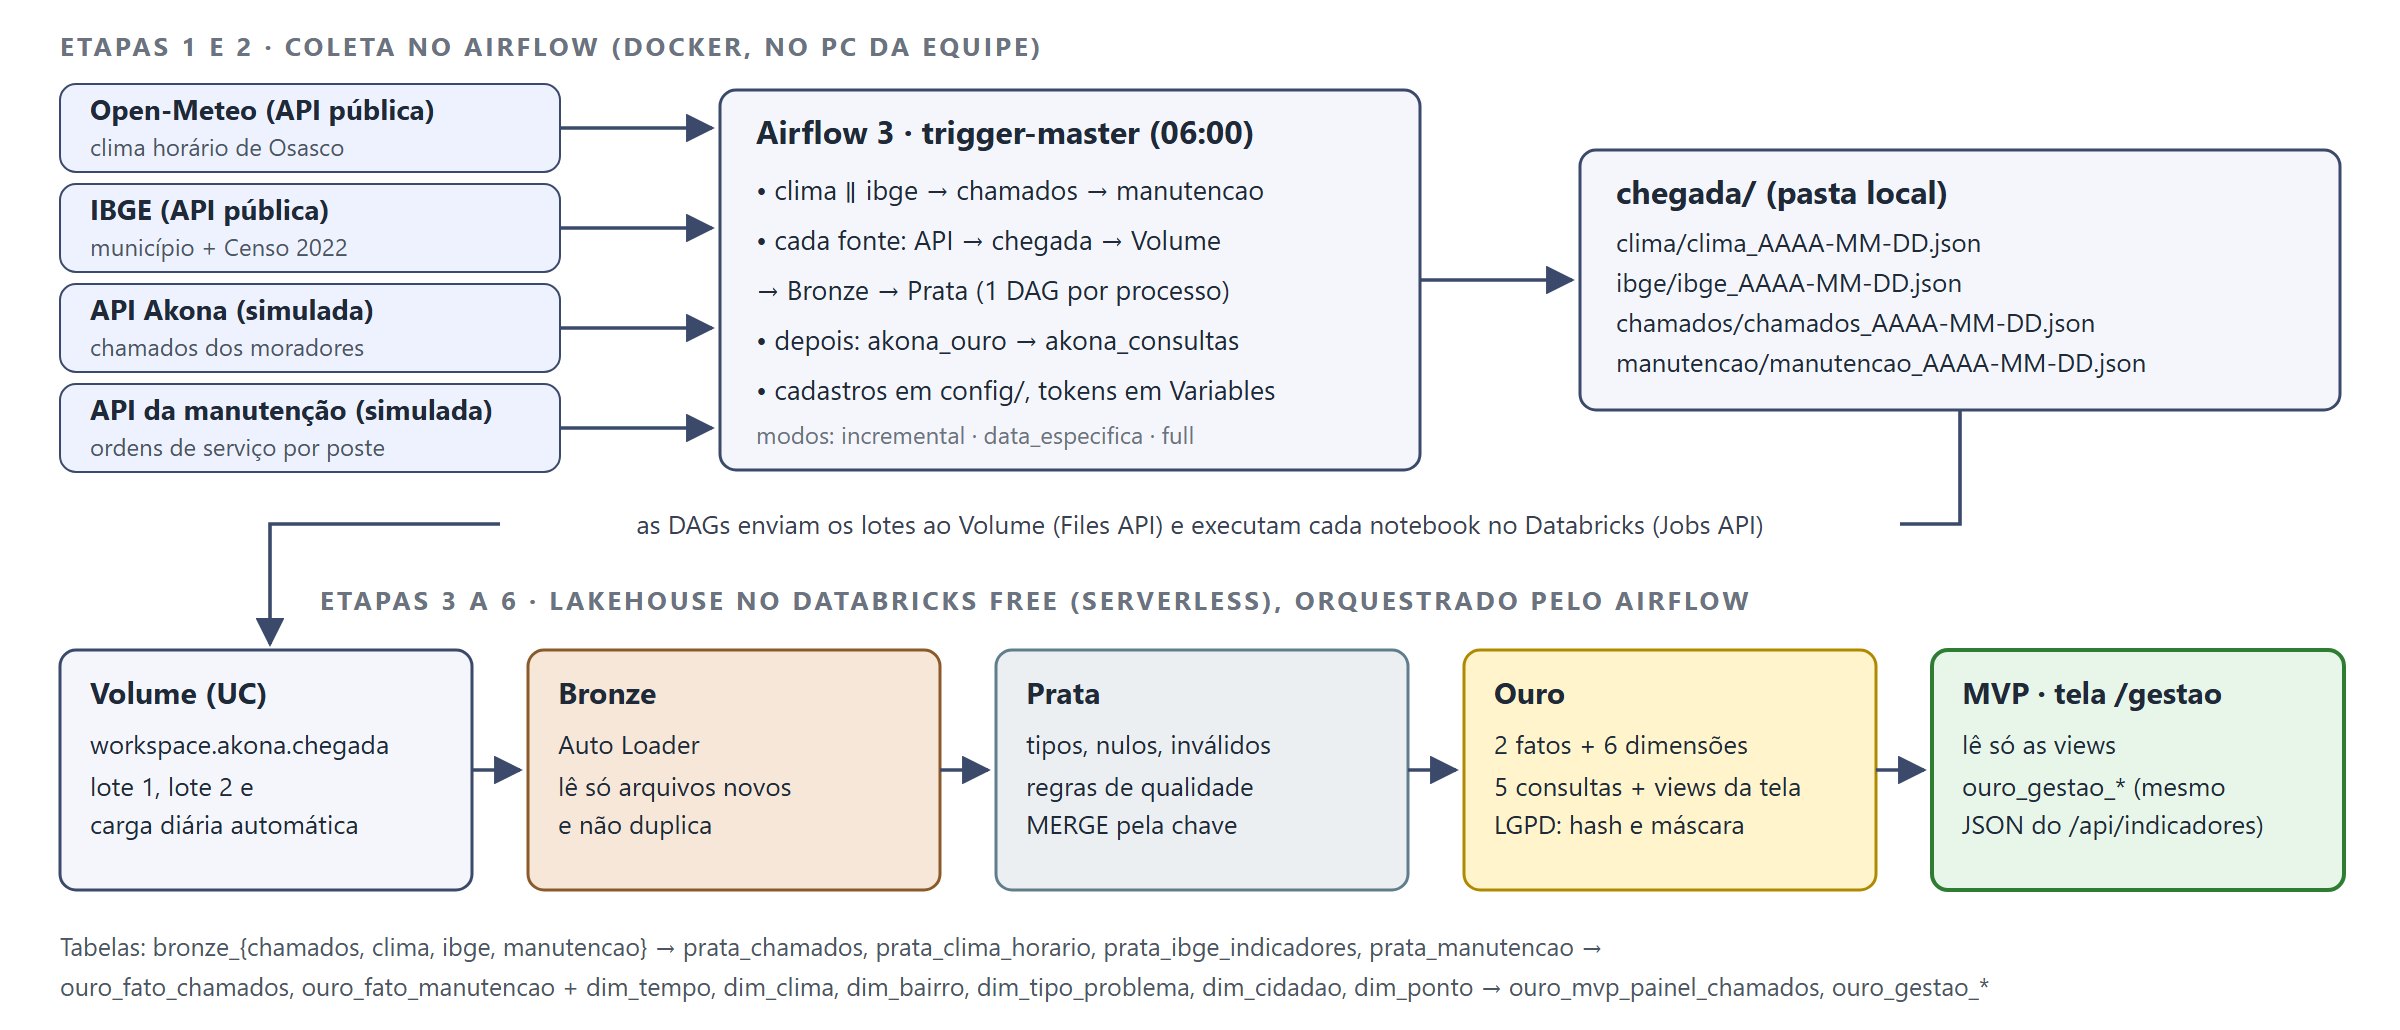 ETAPAS 1 E 2 · COLETA NO AIRFLOW (DOCKER, NO PC DA EQUIPE)
Open-Meteo (API pública)
clima horário de Osasco
IBGE (API pública)
município + Censo 2022
API Akona (simulada)
chamados dos moradores
API da manutenção (simulada)
ordens de serviço por poste
Airflow 3 · trigger-master (06:00)
• clima ∥ ibge → chamados → manutencao
• cada fonte: API → chegada → Volume
→ Bronze → Prata (1 DAG por processo)
• depois: akona_ouro → akona_consultas
• cadastros em config/, tokens em Variables
modos: incremental · data_especifica · full
chegada/ (pasta local)
clima/clima_AAAA-MM-DD.json
ibge/ibge_AAAA-MM-DD.json
chamados/chamados_AAAA-MM-DD.json
manutencao/manutencao_AAAA-MM-DD.json
as DAGs enviam os lotes ao Volume (Files API) e executam cada notebook no Databricks (Jobs API)
ETAPAS 3 A 6 · LAKEHOUSE NO DATABRICKS FREE (SERVERLESS), ORQUESTRADO PELO AIRFLOW
Volume (UC)
workspace.akona.chegada
lote 1, lote 2 e
carga diária automática
Bronze
Auto Loader
lê só arquivos novos
e não duplica
Prata
tipos, nulos, inválidos
regras de qualidade
MERGE pela chave
Ouro
2 fatos + 6 dimensões
5 consultas + views da tela
LGPD: hash e máscara
MVP · tela /gestao
lê só as views
ouro_gestao_* (mesmo
JSON do /api/indicadores)
Tabelas: bronze_{chamados, clima, ibge, manutencao} → prata_chamados, prata_clima_horario, prata_ibge_indicadores, prata_manutencao →
ouro_fato_chamados, ouro_fato_manutencao + dim_tempo, dim_clima, dim_bairro, dim_tipo_problema, dim_cidadao, dim_ponto → ouro_mvp_painel_chamados, ouro_gestao_*